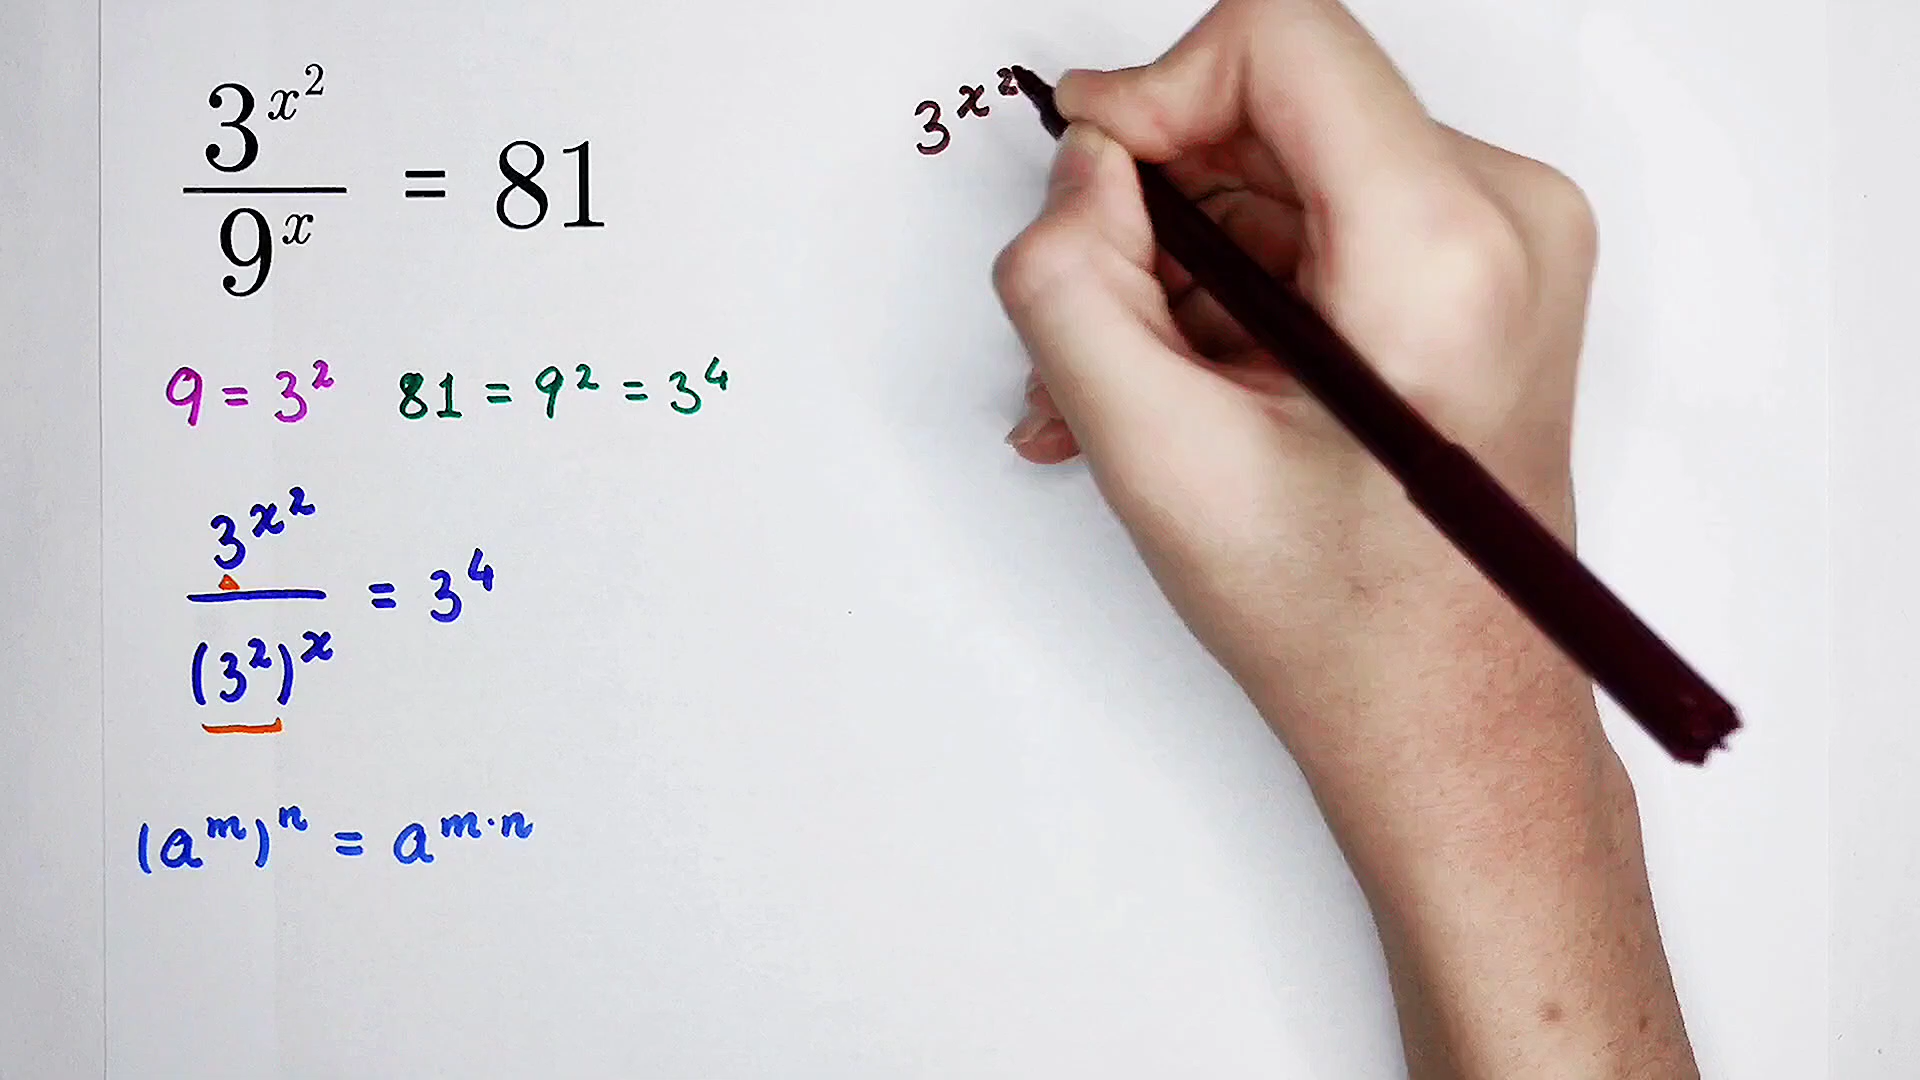 3^{x^2} / 9^x = 81
9 = 3^2 81 = 9^2 = 3^4
3^{x^2} / (3^2)^x = 3^4
(a^m)^n = a^{m·n}
3^{x^2}